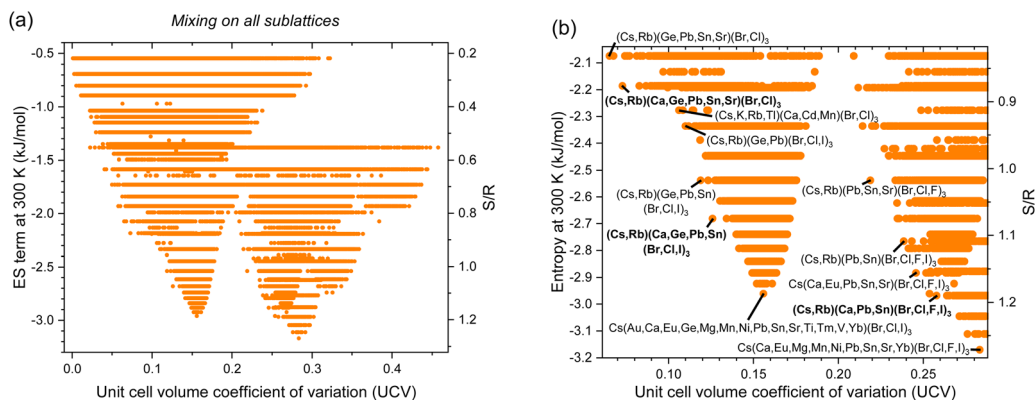 (a)
Mixing on all sublattices
ES term at 300 K (kJ/mol)
-0.5
-1.0
-1.5
-2.0
-2.5
-3.0
0.0
0.1
0.2
0.3
0.4
Unit cell volume coefficient of variation (UCV)
0.2
0.4
0.6
0.8
1.0
1.2
S/R
(b)
(Cs,Rb)(Ge,Pb,Sn,Sr)(Br,Cl)₃
Entropy at 300 K (kJ/mol)
-2.1
-2.2
-2.3
-2.4
-2.5
-2.6
-2.7
-2.8
-2.9
-3.0
-3.1
-3.2
(Cs,Rb)(Ca,Ge,Pb,Sn,Sr)(Br,Cl)₃
(Cs,K,Rb,Tl)(Ca,Cd,Mn)(Br,Cl)₃
(Cs,Rb)(Ge,Pb)(Br,Cl,I)₃
(Cs,Rb)(Ge,Pb,Sn)
(Br,Cl,I)₃
(Cs,Rb)(Pb,Sn,Sr)(Br,Cl,F)₃
(Cs,Rb)(Ca,Ge,Pb,Sn)
(Br,Cl,I)₃
(Cs,Rb)(Pb,Sn)(Br,Cl,F,I)₃
Cs(Ca,Eu,Pb,Sn,Sr)(Br,Cl,F,I)₃
(Cs,Rb)(Ca,Pb,Sn)(Br,Cl,F,I)₃
Cs(Au,Ca,Eu,Ge,Mg,Mn,Ni,Pb,Sn,Sr,Ti,Tm,V,Yb)(Br,Cl,I)₃
Cs(Ca,Eu,Mg,Mn,Ni,Pb,Sn,Sr,Yb)(Br,Cl,F,I)₃
0.10
0.15
0.20
0.25
Unit cell volume coefficient of variation (UCV)
0.9
1.0
1.1
1.2
S/R